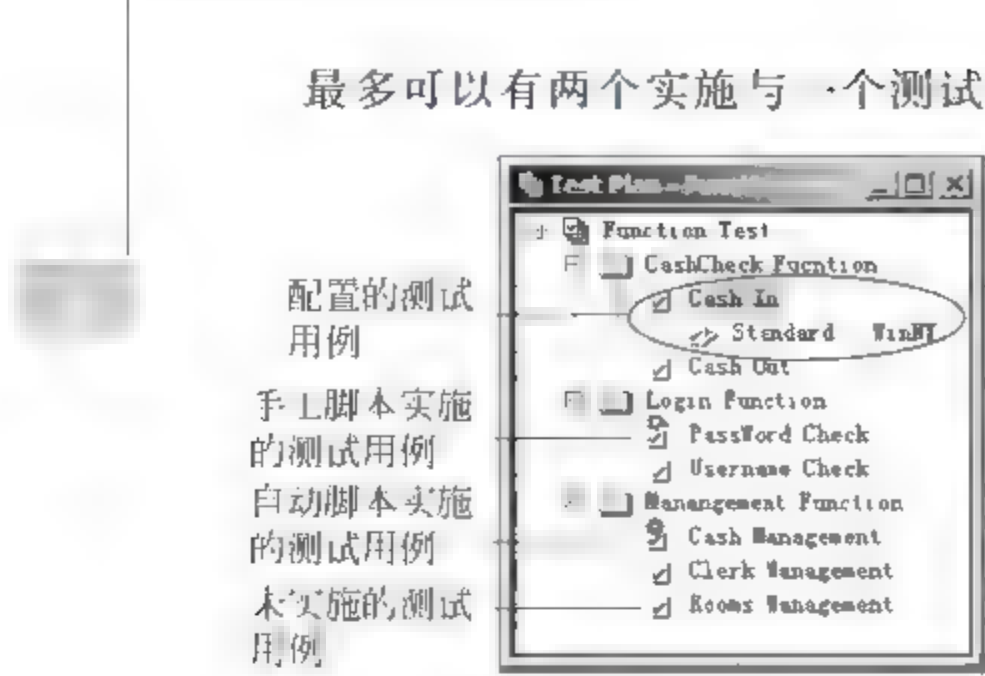 最多可以有两个实施与一个测试
Test Plan -
Function Test
CashCheck Fucntion
配置的测试
用例
Cash In
Standard WinNT
Cash Out
手工脚本实施
的测试用例
Login Function
PassWord Check
Username Check
自动脚本实施
的测试用例
Manangement Function
Cash Management
Clerk Management
未实施的测试
用例
Rooms Management